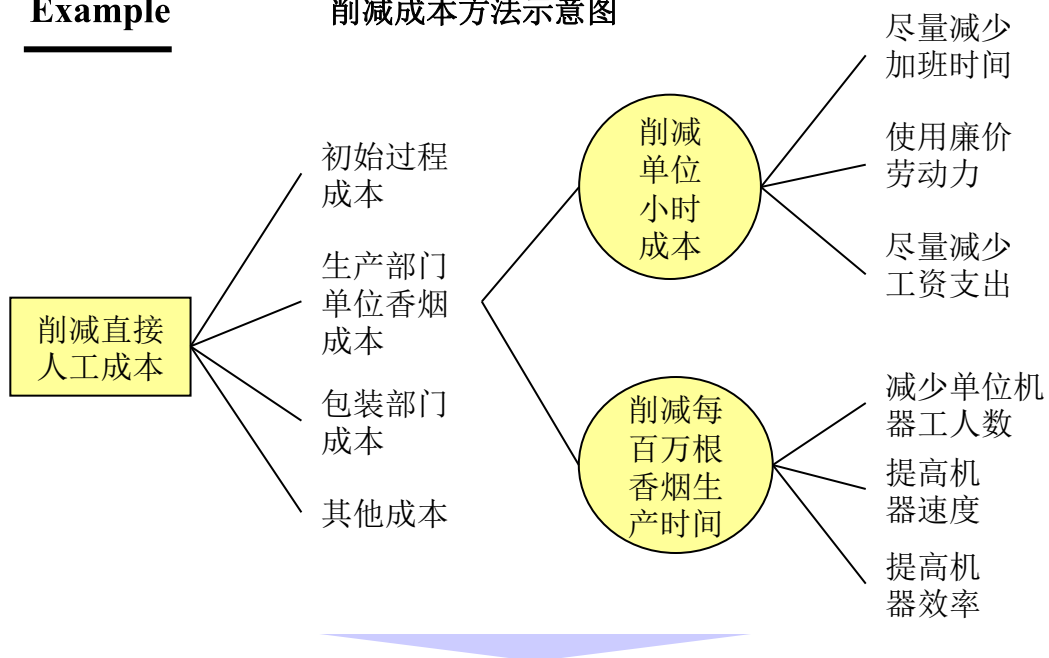 Example
削减成本方法示意图
削减直接
人工成本
初始过程
成本
生产部门
单位香烟
成本
包装部门
成本
其他成本
削减
单位
小时
成本
尽量减少
加班时间
使用廉价
劳动力
尽量减少
工资支出
削减每
百万根
香烟生
产时间
减少单位机
器工人数
提高机
器速度
提高机
器效率